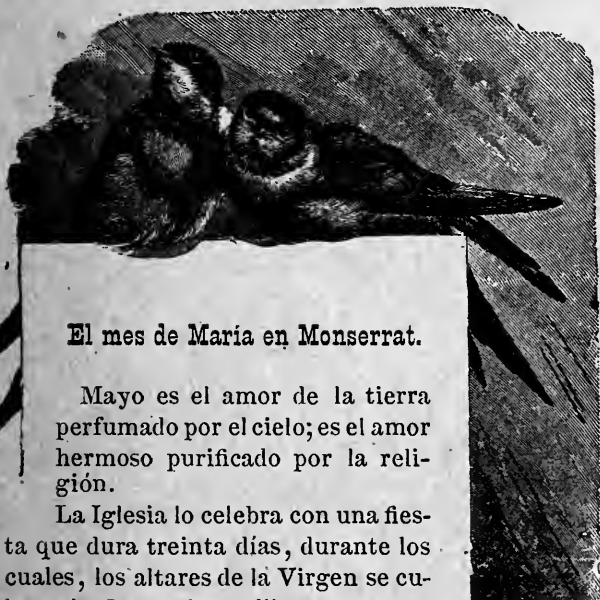 El mes de María en Monserrat.
Mayo es el amor de la tierra
perfumado por el cielo; es el amor
hermoso purificado por la reli-
gión.
La Iglesia lo celebra con una fies-
ta que dura treinta días, durante los
cuales, los altares de la Virgen se cu-